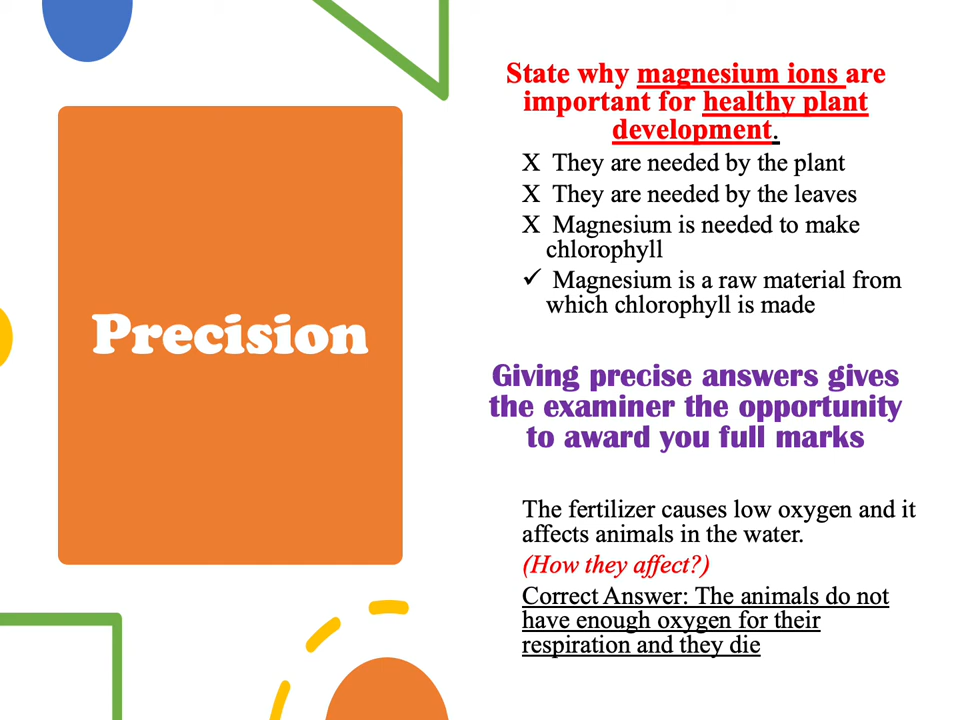 Precision
State why magnesium ions are
important for healthy plant
development.
X They are needed by the plant
X They are needed by the leaves
X Magnesium is needed to make
chlorophyll
✓ Magnesium is a raw material from
which chlorophyll is made
Giving precise answers gives
the examiner the opportunity
to award you full marks
The fertilizer causes low oxygen and it
affects animals in the water.
(How they affect?)
Correct Answer: The animals do not
have enough oxygen for their
respiration and they die